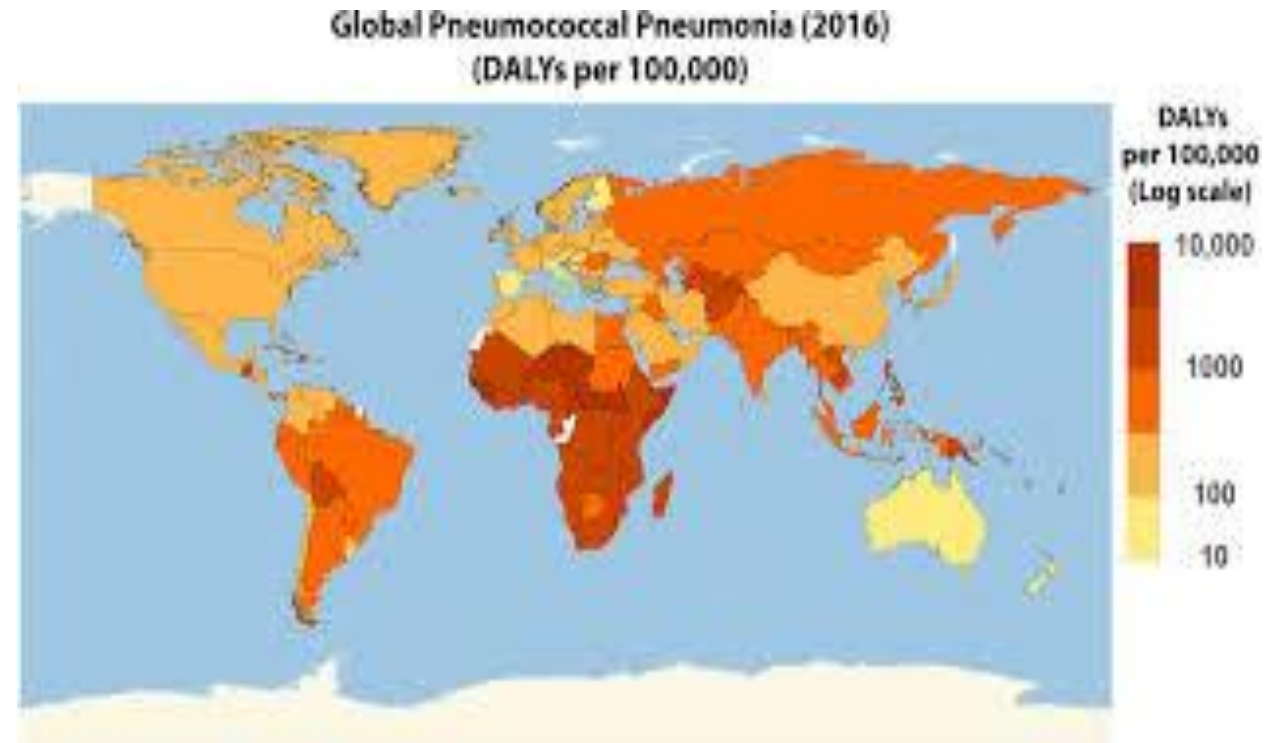 Global Pneumococcal Pneumonia (2016)
(DALYs per 100,000)
DALYs
per 100,000
(Log scale)
10,000
1000
100
10